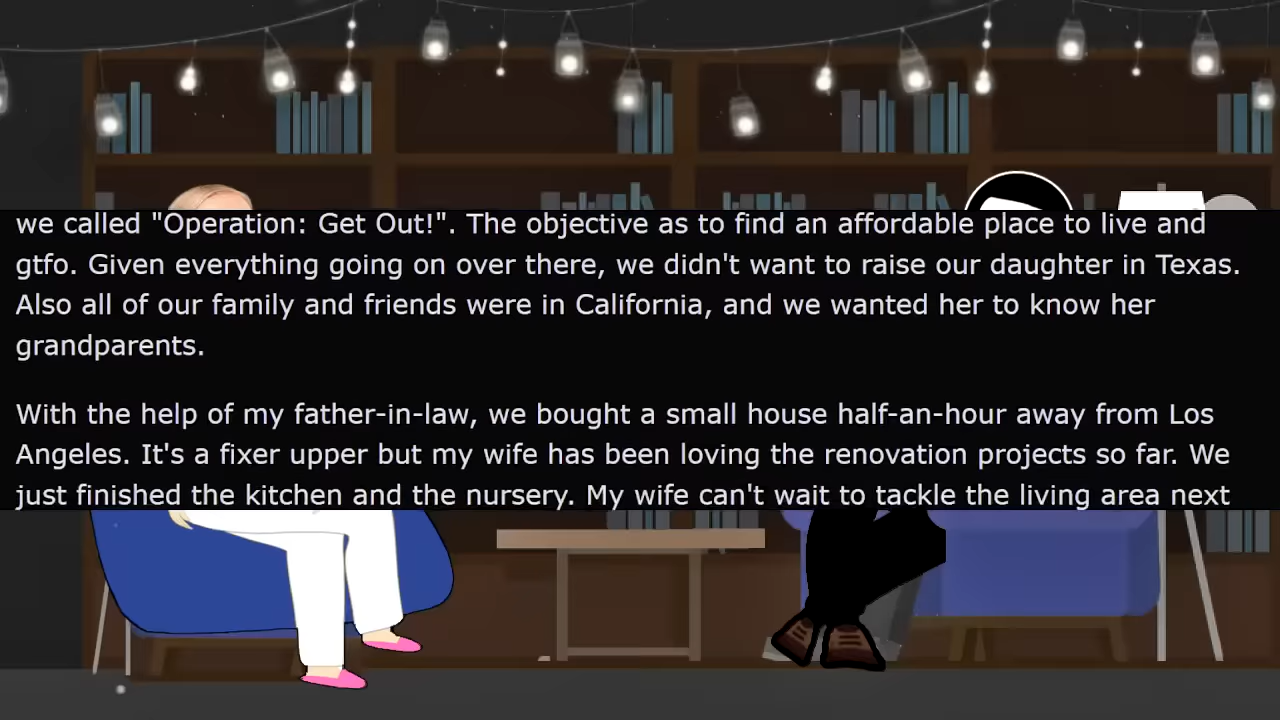 we called "Operation: Get Out!". The objective as to find an affordable place to live and
gtfo. Given everything going on over there, we didn't want to raise our daughter in Texas.
Also all of our family and friends were in California, and we wanted her to know her
grandparents.
With the help of my father-in-law, we bought a small house half-an-hour away from Los
Angeles. It's a fixer upper but my wife has been loving the renovation projects so far. We
just finished the kitchen and the nursery. My wife can't wait to tackle the living area next